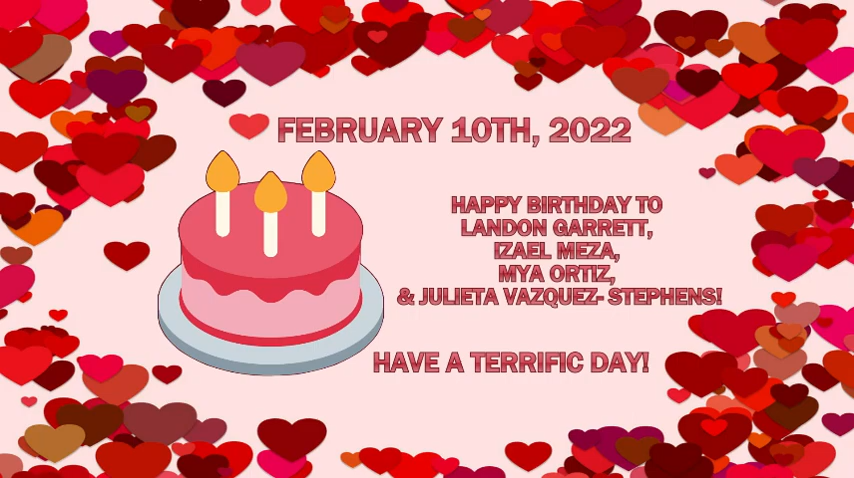 FEBRUARY 10TH, 2022
HAPPY BIRTHDAY TO
LANDON GARRETT,
IZAEL MEZA,
MYA ORTIZ,
& JULIETA VAZQUEZ- STEPHENS!
HAVE A TERRIFIC DAY!